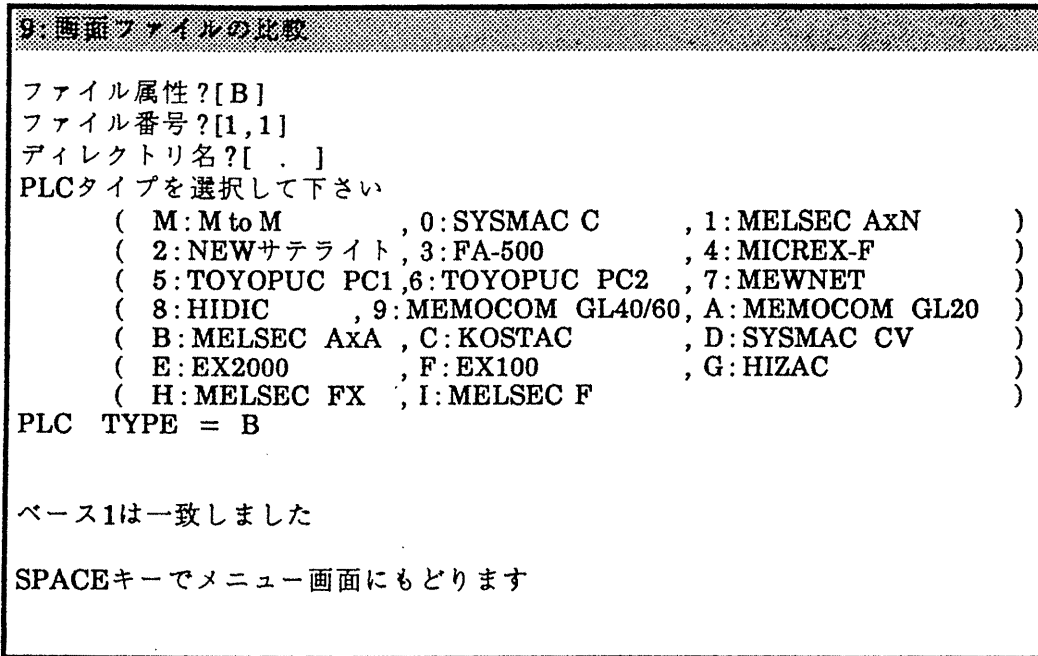 9:画面ファイルの比較
ファイル属性?[B]
ファイル番号?[1,1]
ディレクトリ名?[ . ]
PLCタイプを選択して下さい
( M:M to M , 0:SYSMAC C , 1:MELSEC AxN )
( 2:NEWサテライト, 3:FA-500 , 4:MICREX-F )
( 5:TOYOPUC PC1 ,6:TOYOPUC PC2 , 7:MEWNET )
( 8:HIDIC , 9:MEMOCOM GL40/60, A:MEMOCOM GL20 )
( B:MELSEC AxA , C:KOSTAC , D:SYSMAC CV )
( E:EX2000 , F:EX100 , G:HIZAC )
( H:MELSEC FX , I:MELSEC F )
PLC TYPE = B
ベース1は一致しました
SPACEキーでメニュー画面にもどります